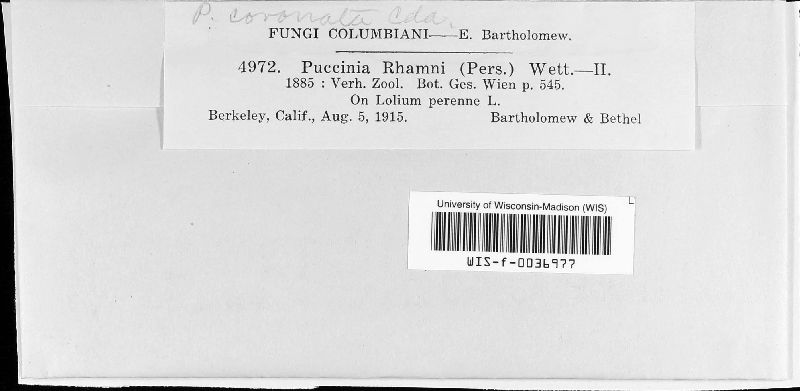 P. coronata Cda.
FUNGI COLUMBIANI——E. Bartholomew.
4972. Puccinia Rhamni (Pers.) Wett.—II.
1885 : Verh. Zool. Bot. Ges. Wien p. 545.
On Lolium perenne L.
Berkeley, Calif., Aug. 5, 1915. Bartholomew & Bethel
University of Wisconsin-Madison (WIS)
WIS-f-0036977